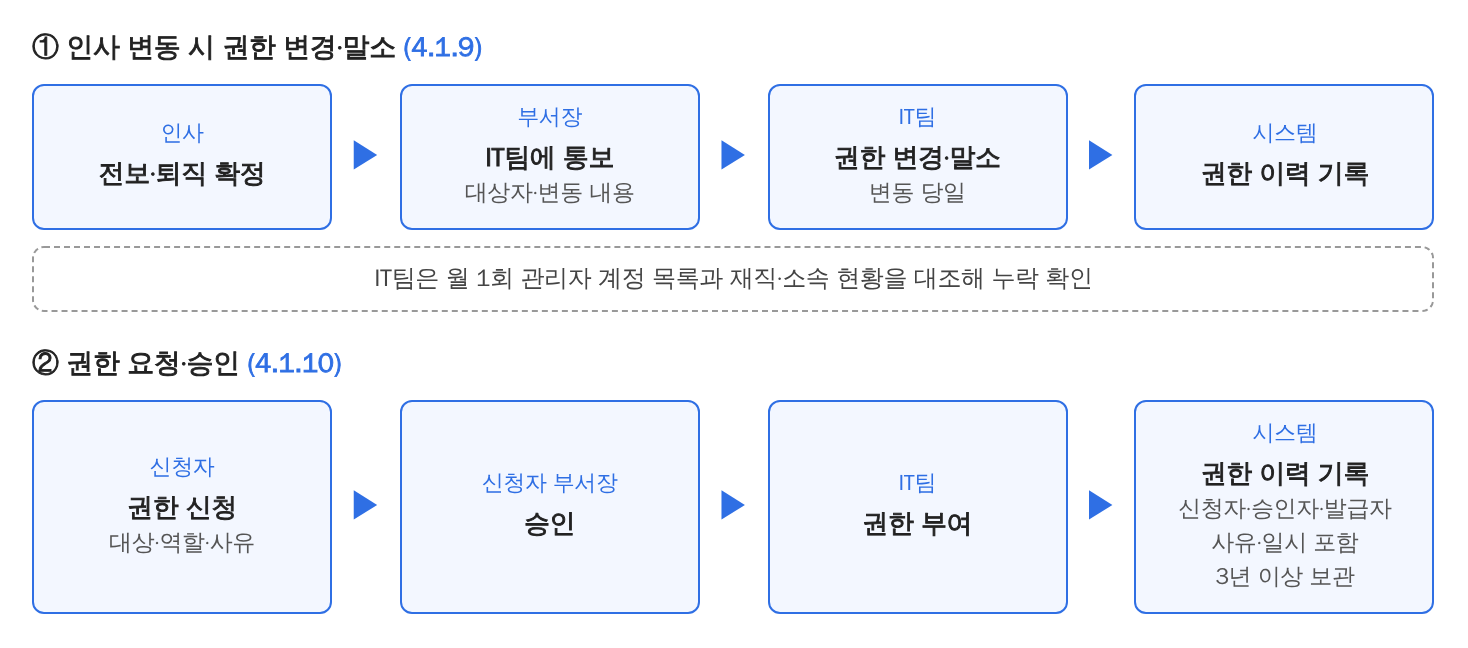 ① 인사 변동 시 권한 변경·말소 (4.1.9)
인사
전보·퇴직 확정
부서장
IT팀에 통보
대상자·변동 내용
IT팀
권한 변경·말소
변동 당일
시스템
권한 이력 기록
IT팀은 월 1회 관리자 계정 목록과 재직·소속 현황을 대조해 누락 확인
② 권한 요청·승인 (4.1.10)
신청자
권한 신청
대상·역할·사유
신청자 부서장
승인
IT팀
권한 부여
시스템
권한 이력 기록
신청자·승인자·발급자
사유·일시 포함
3년 이상 보관